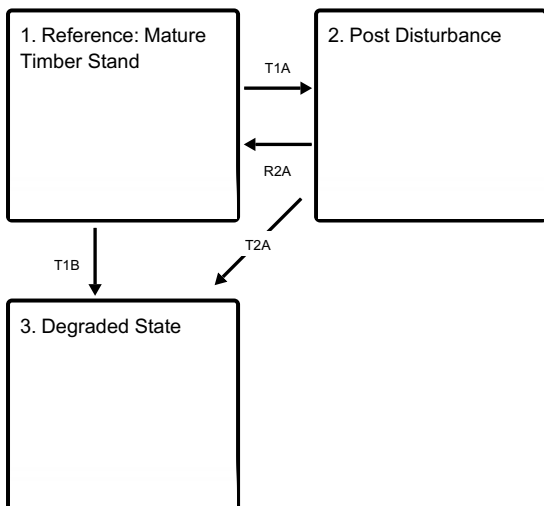 1. Reference: Mature
Timber Stand
2. Post Disturbance
T1A
R2A
T2A
T1B
3. Degraded State